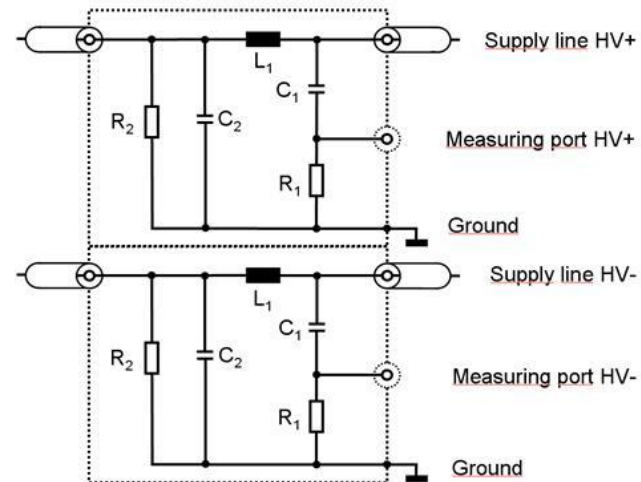 Supply line HV+
L₁
C₁
R₂
C₂
Measuring port HV+
R₁
Ground
Supply line HV-
L₁
C₁
R₂
C₂
Measuring port HV-
R₁
Ground